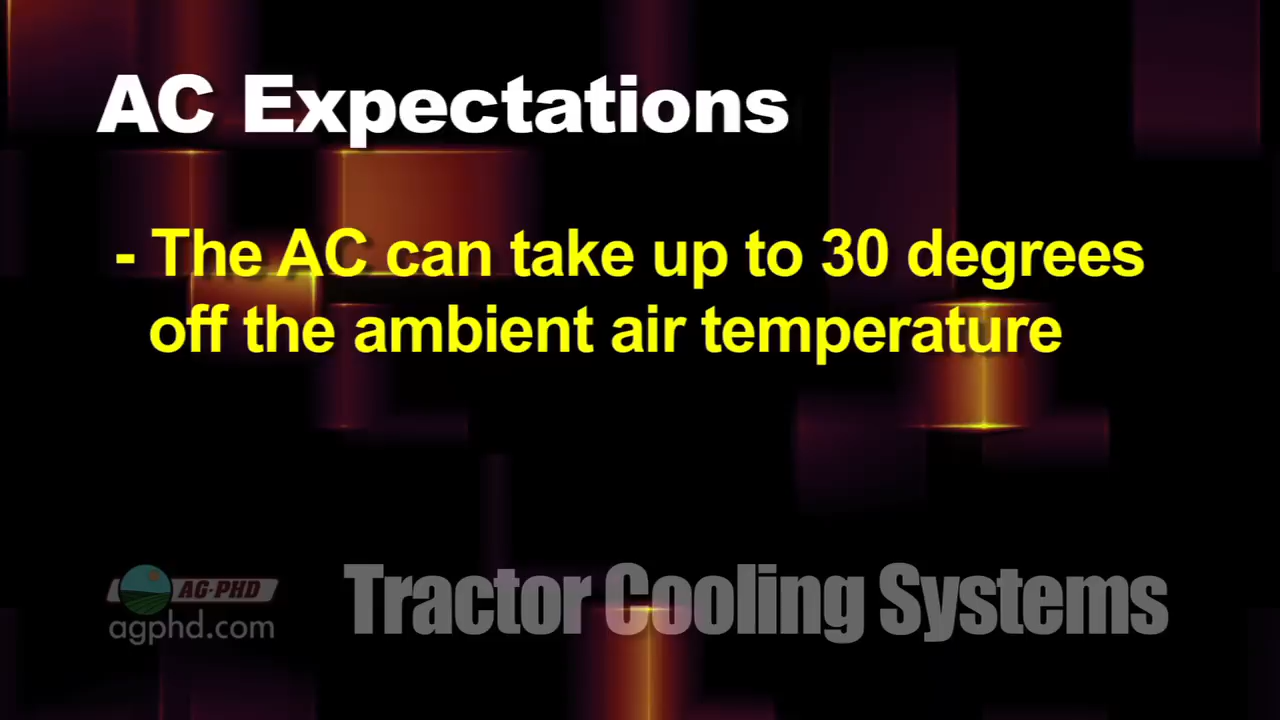 AC Expectations
- The AC can take up to 30 degrees
off the ambient air temperature
AG-PHD
agphd.com
Tractor Cooling Systems